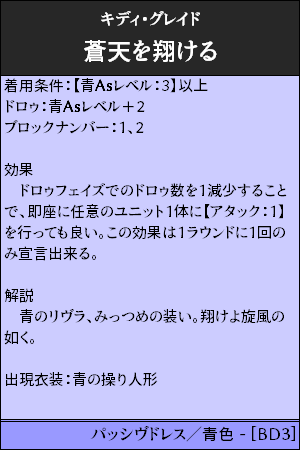 キディ・グレイド
蒼天を翔ける
着用条件：【青Asレベル：3】以上
ドロゥ：青Asレベル＋2
ブロックナンバー：1、2
効果
　ドロゥフェイズでのドロゥ数を1減少すること
で、即座に任意のユニット1体に【アタック：1】
を行っても良い。この効果は1ラウンドに1回の
み宣言出来る。
解説
　青のリヴラ、みっつめの装い。翔けよ旋風の
如く。
出現衣装：青の操り人形
パッシヴドレス／青色 - [BD3]